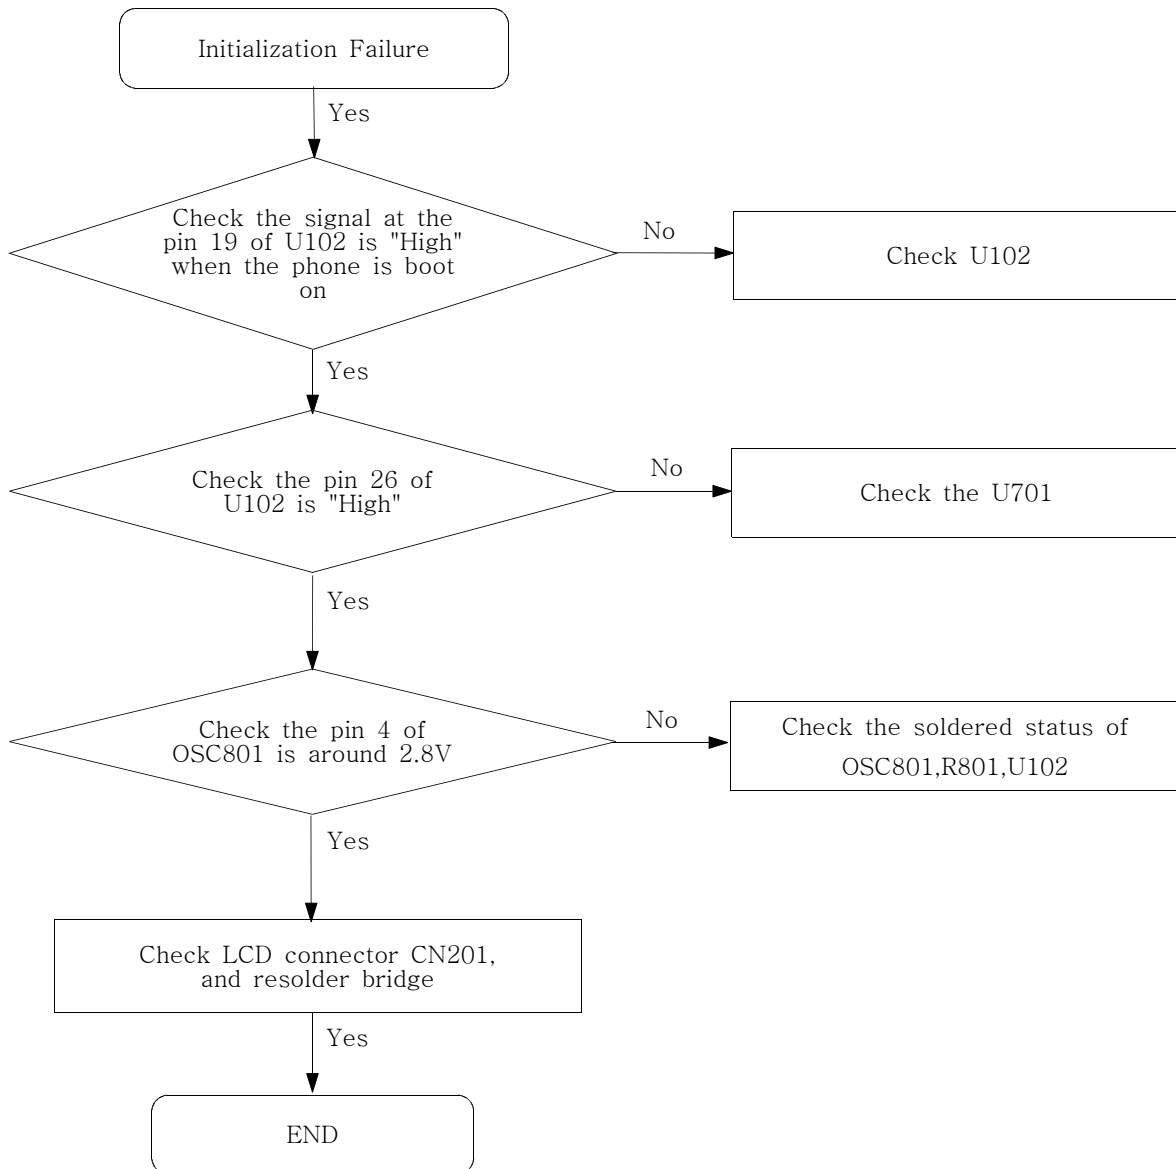 Initialization Failure
Yes
Check the signal at the
pin 19 of U102 is "High"
when the phone is boot
on
No
Check U102
Yes
Check the pin 26 of
U102 is "High"
No
Check the U701
Yes
Check the pin 4 of
OSC801 is around 2.8V
No
Check the soldered status of
OSC801,R801,U102
Yes
Check LCD connector CN201,
and resolder bridge
Yes
END